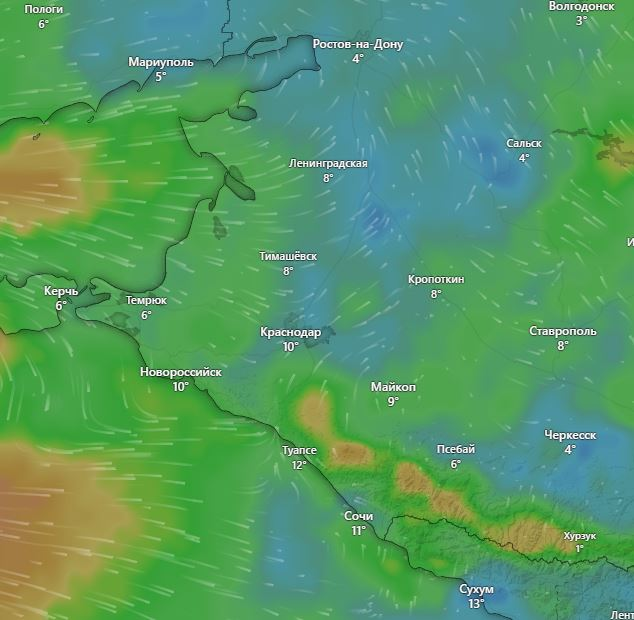 Пологи
6°
Волгодонск
3°
Ростов-на-Дону
4°
Мариуполь
5°
Сальск
4°
Ленинградская
8°
И
Тимашёвск
8°
Кропоткин
8°
Керчь
6°
Темрюк
6°
Краснодар
10°
Ставрополь
8°
Новороссийск
10°
Майкоп
9°
Черкесск
4°
Туапсе
12°
Псебай
6°
Сочи
11°
Хурзук
1°
Сухум
13°
Лент